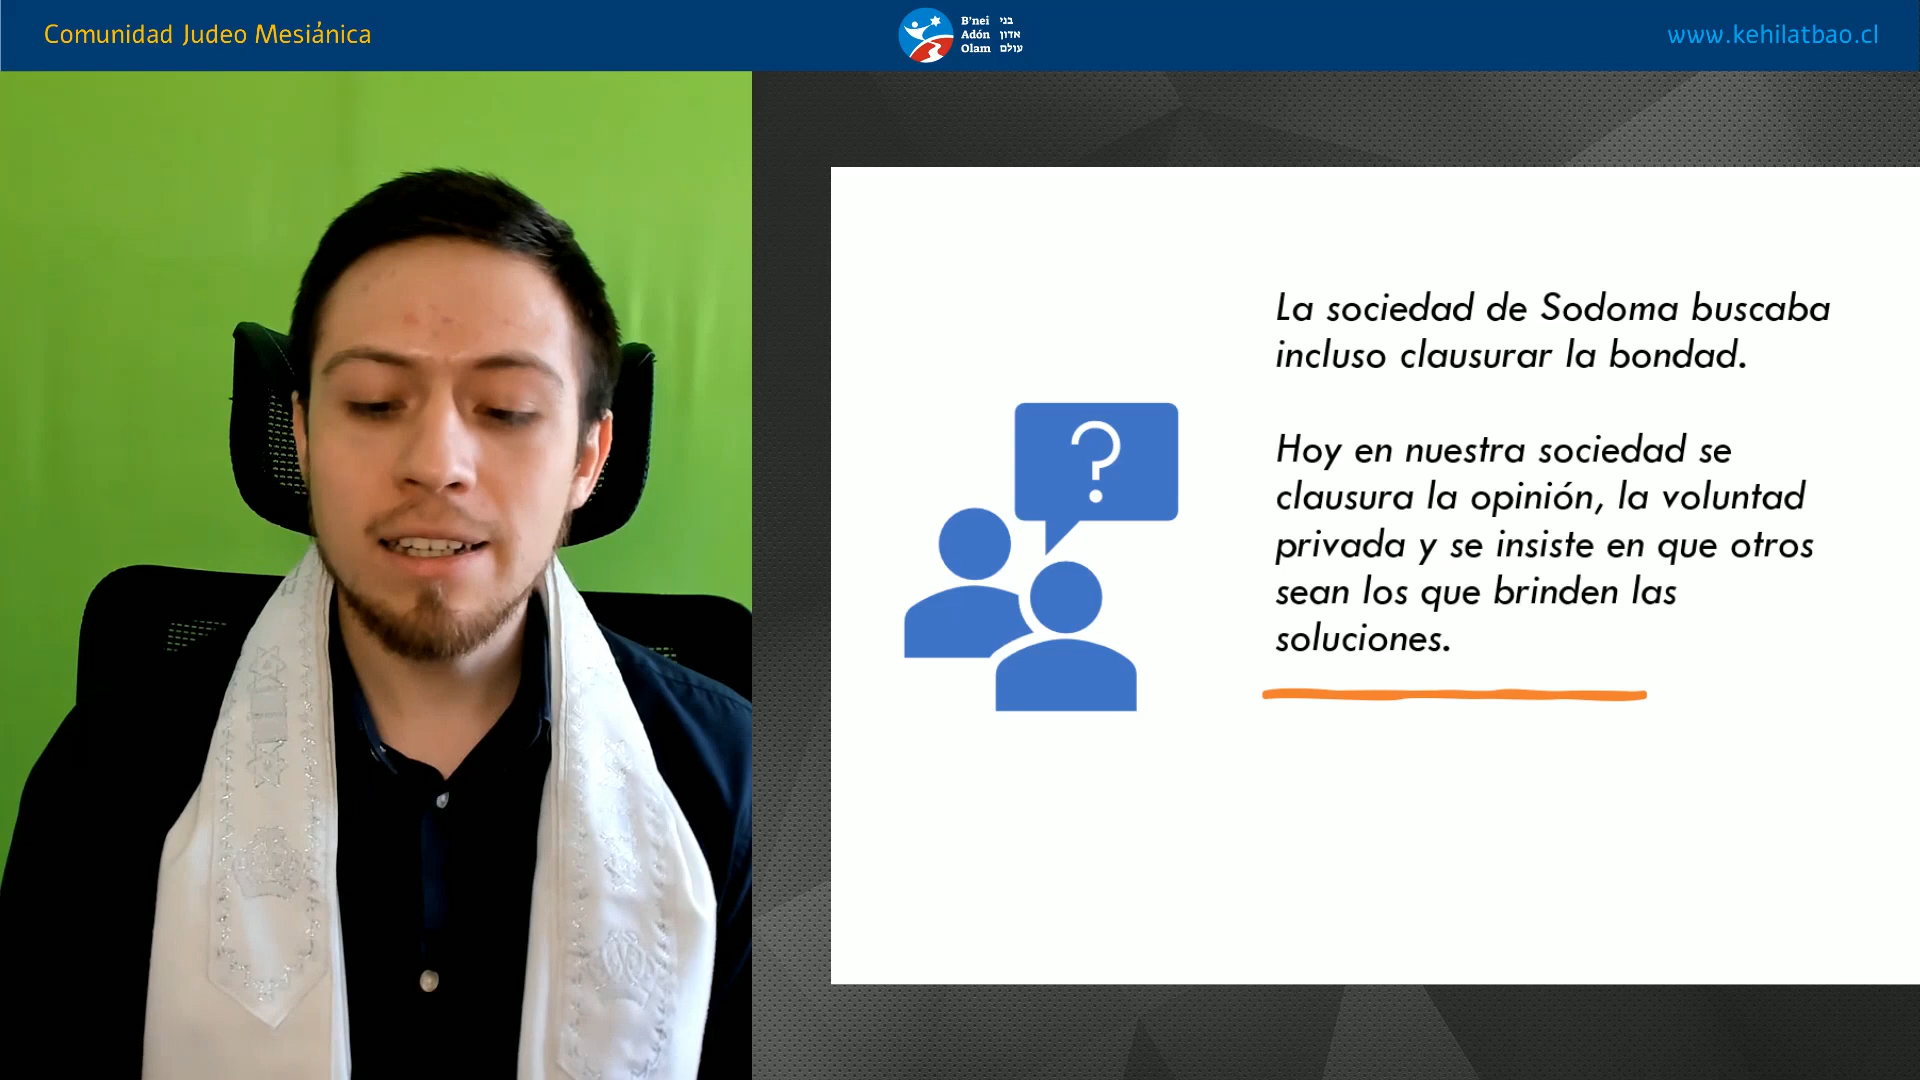 Comunidad Judeo Mesiánica
B'nei
Adón
Olam
בני
אדון
עולם
www.kehilatbao.cl
?
La sociedad de Sodoma buscaba
incluso clausurar la bondad.
Hoy en nuestra sociedad se
clausura la opinión, la voluntad
privada y se insiste en que otros
sean los que brinden las
soluciones.